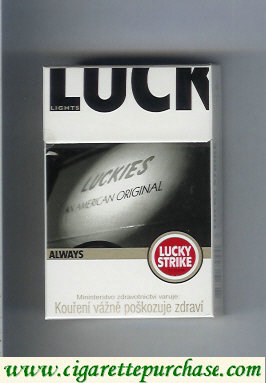 LUCK
LIGHTS
LUCKIES
AN AMERICAN ORIGINAL
ALWAYS
LUCKY
STRIKE
Ministerstvo zdravotnictví varuje:
Kouření vážně poškozuje zdraví
www.cigarettepurchase.com